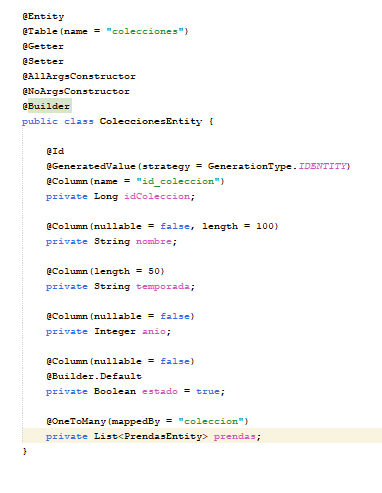 @Entity
@Table(name = "colecciones")
@Getter
@Setter
@AllArgsConstructor
@NoArgsConstructor
@Builder
public class ColeccionesEntity {
@Id
@GeneratedValue(strategy = GenerationType.IDENTITY)
@Column(name = "id_coleccion")
private Long idColeccion;
@Column(nullable = false, length = 100)
private String nombre;
@Column(length = 50)
private String temporada;
@Column(nullable = false)
private Integer anio;
@Column(nullable = false)
@Builder.Default
private Boolean estado = true;
@OneToMany(mappedBy = "coleccion")
private List<PrendasEntity> prendas;
}